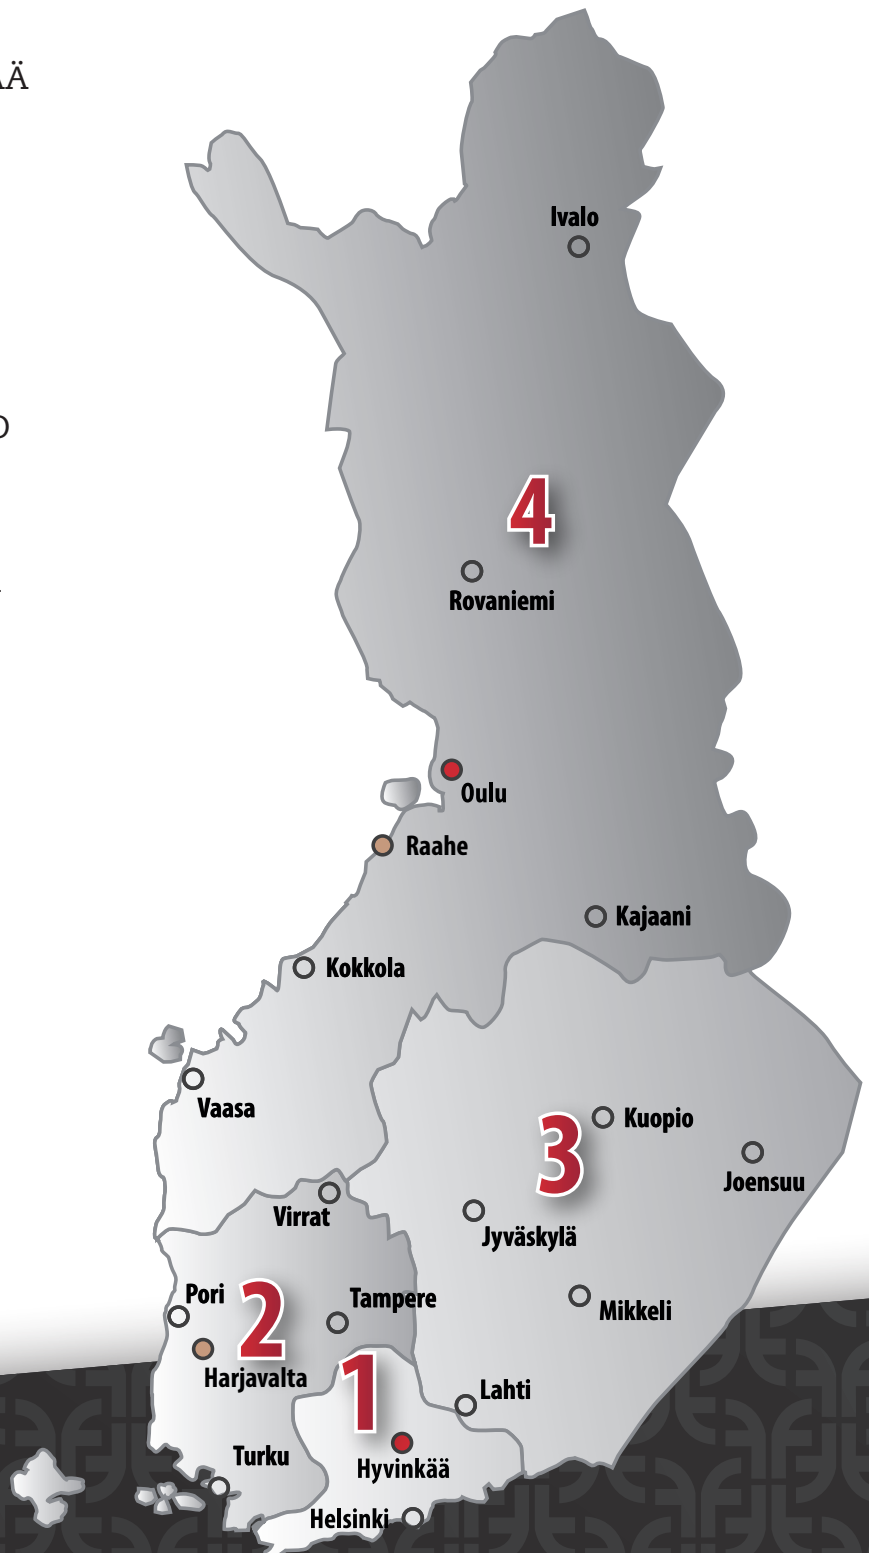 Ivalo
4
Rovaniemi
Oulu
Raahe
Kajaani
Kokkola
Vaasa
Kuopio
3
Joensuu
Virrat
Jyväskylä
Pori
2
Tampere
Mikkeli
Harjavalta
1
Lahti
Turku
Hyvinkää
Helsinki